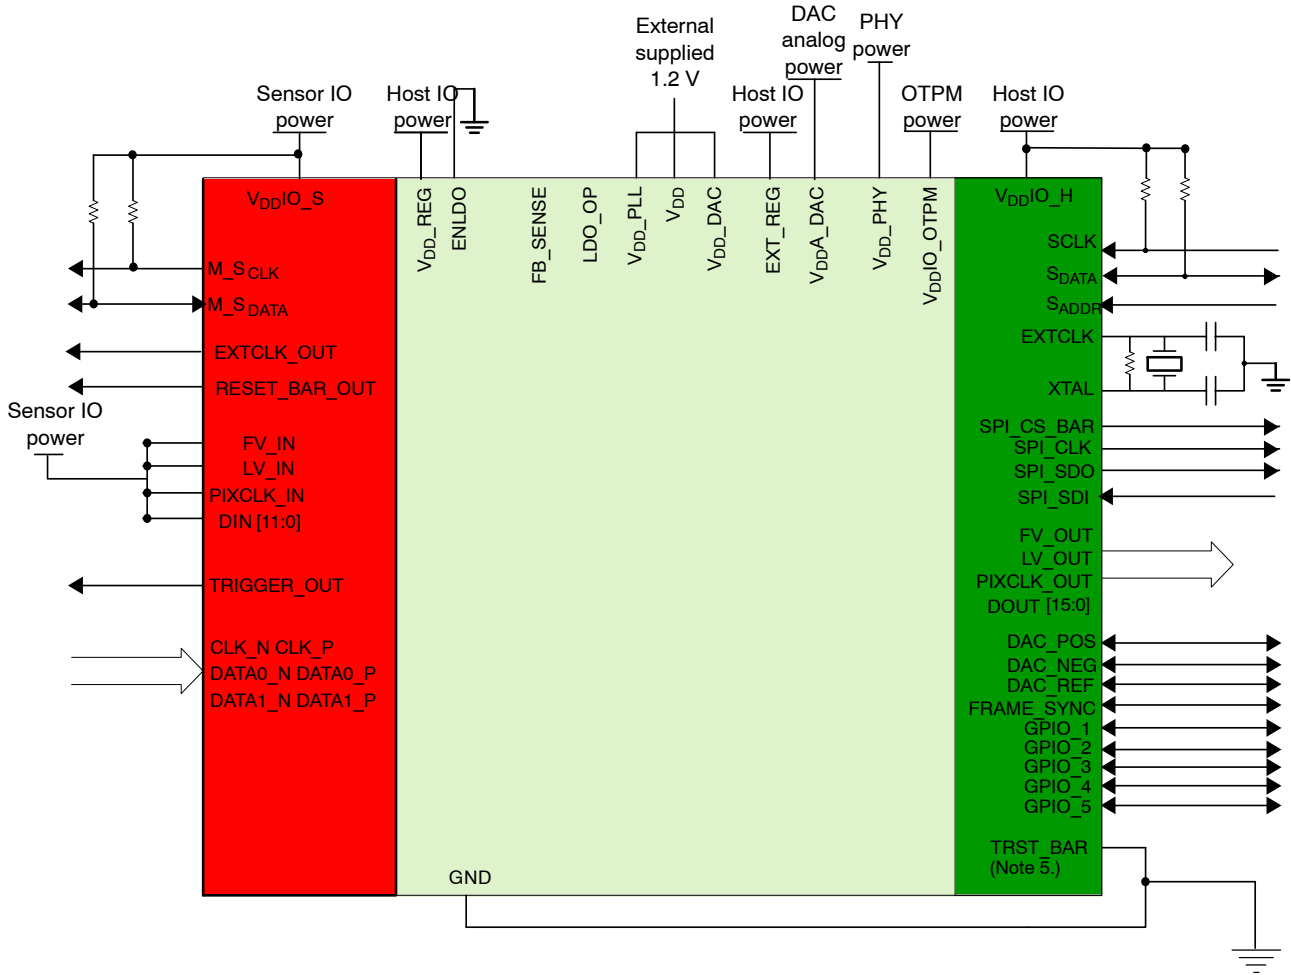 External
supplied
1.2 V
DAC
analog
power
PHY
power
Sensor IO
power
Host IO
power
Host IO
power
OTPM
power
Host IO
power
VDDIO_S
VDD_REG
ENLDO
FB_SENSE
LDO_OP
VDD_PLL
VDD
VDD_DAC
EXT_REG
VDDA_DAC
VDD_PHY
VDDIO_OTPM
VDDIO_H
M_SCLK
M_SDATA
EXTCLK_OUT
RESET_BAR_OUT
Sensor IO
power
FV_IN
LV_IN
PIXCLK_IN
DIN [11:0]
TRIGGER_OUT
CLK_N CLK_P
DATA0_N DATA0_P
DATA1_N DATA1_P
SCLK
SDATA
SADDR
EXTCLK
XTAL
SPI_CS_BAR
SPI_CLK
SPI_SDO
SPI_SDI
FV_OUT
LV_OUT
PIXCLK_OUT
DOUT [15:0]
DAC_POS
DAC_NEG
DAC_REF
FRAME_SYNC
GPIO_1
GPIO_2
GPIO_3
GPIO_4
GPIO_5
TRST_BAR
(Note 5.)
GND